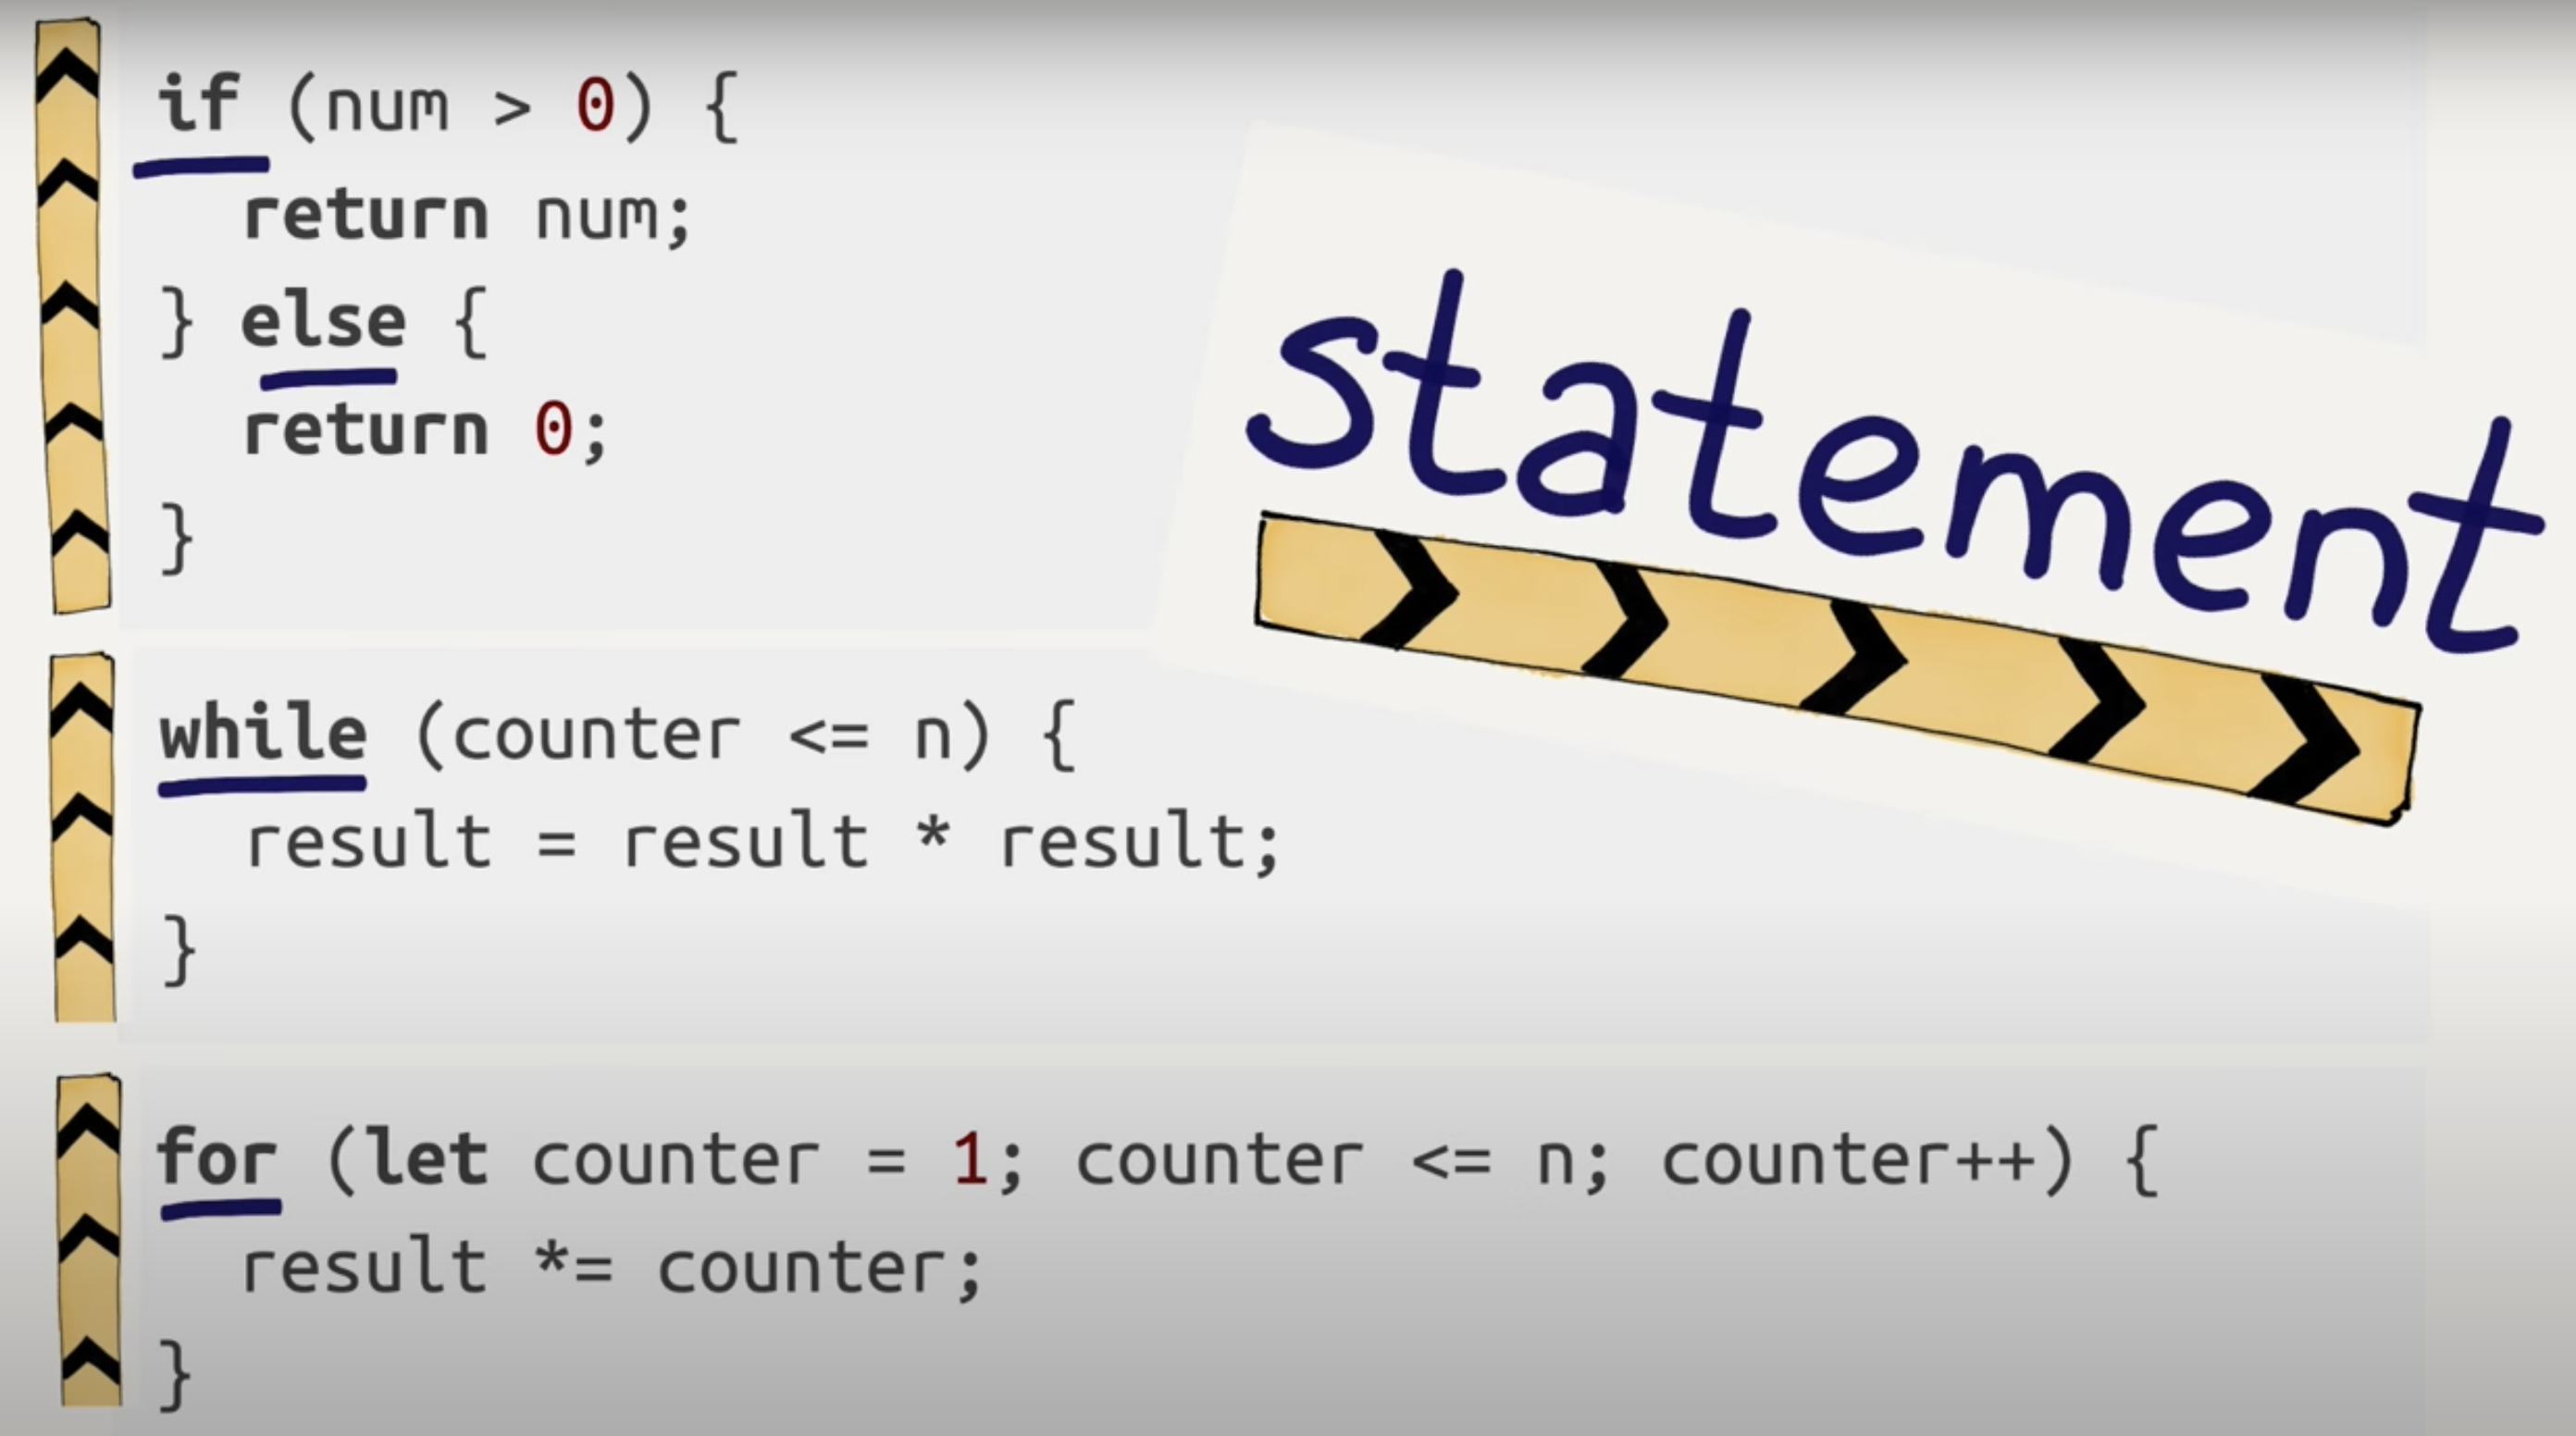 if (num > 0) {
  return num;
} else {
  return 0;
}
statement
while (counter <= n) {
  result = result * result;
}
for (let counter = 1; counter <= n; counter++) {
  result *= counter;
}